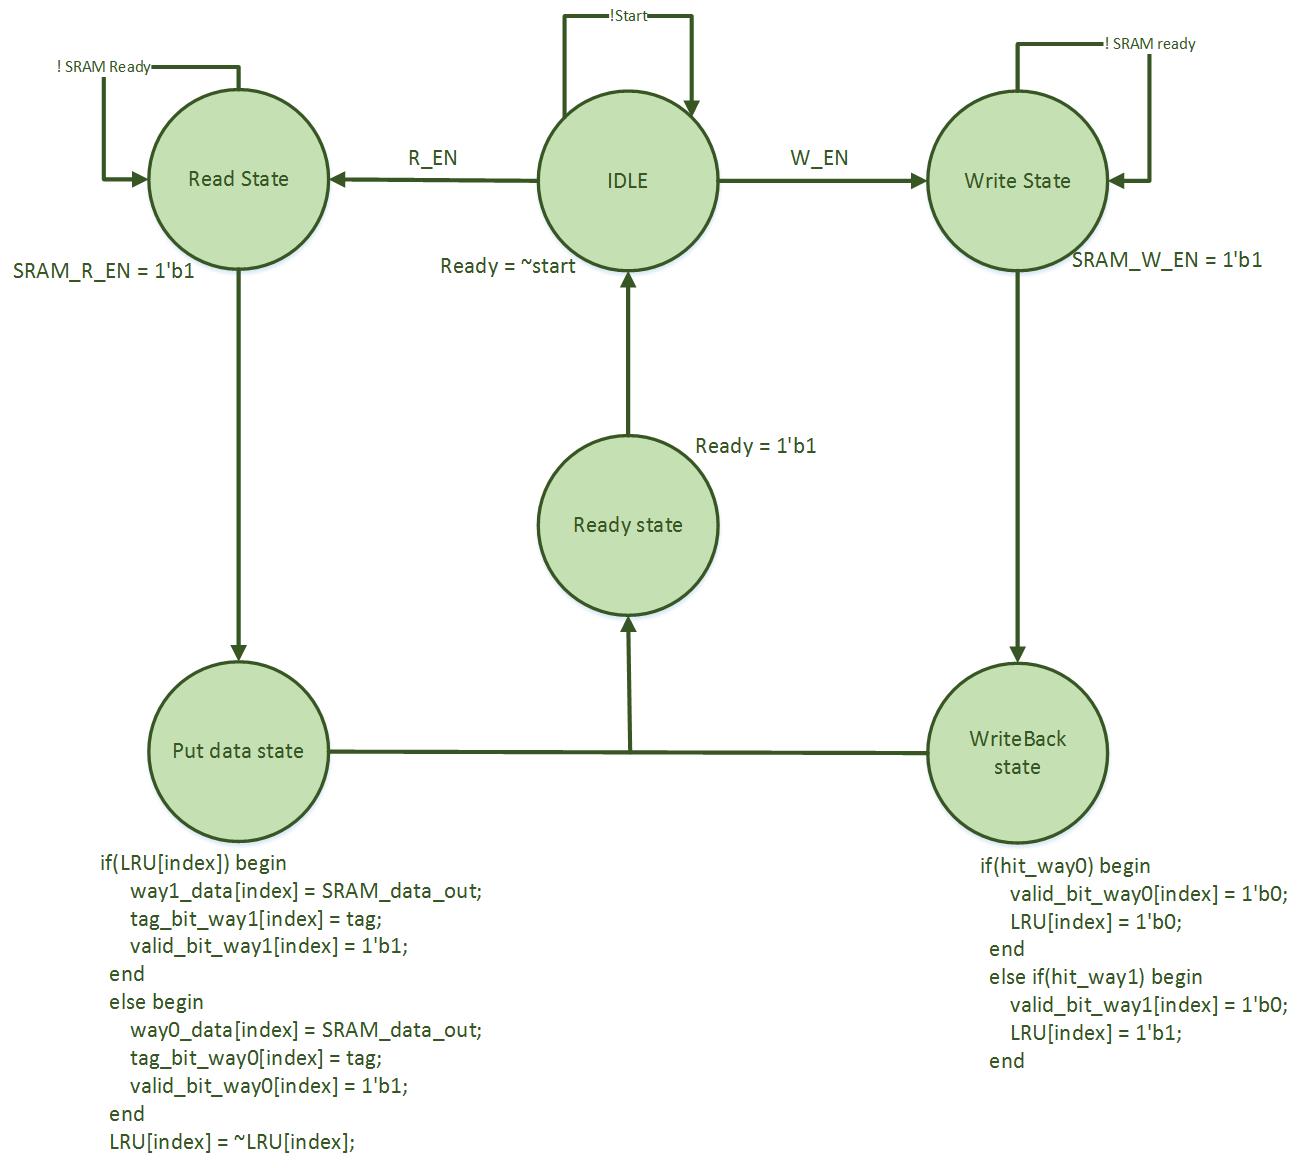 !Start
! SRAM Ready
! SRAM ready
R_EN
W_EN
Read State
IDLE
Write State
SRAM_R_EN = 1'b1
Ready = ~start
SRAM_W_EN = 1'b1
Ready = 1'b1
Ready state
Put data state
WriteBack
state
if(LRU[index]) begin
way1_data[index] = SRAM_data_out;
tag_bit_way1[index] = tag;
valid_bit_way1[index] = 1'b1;
end
else begin
way0_data[index] = SRAM_data_out;
tag_bit_way0[index] = tag;
valid_bit_way0[index] = 1'b1;
end
LRU[index] = ~LRU[index];
if(hit_way0) begin
valid_bit_way0[index] = 1'b0;
LRU[index] = 1'b0;
end
else if(hit_way1) begin
valid_bit_way1[index] = 1'b0;
LRU[index] = 1'b1;
end